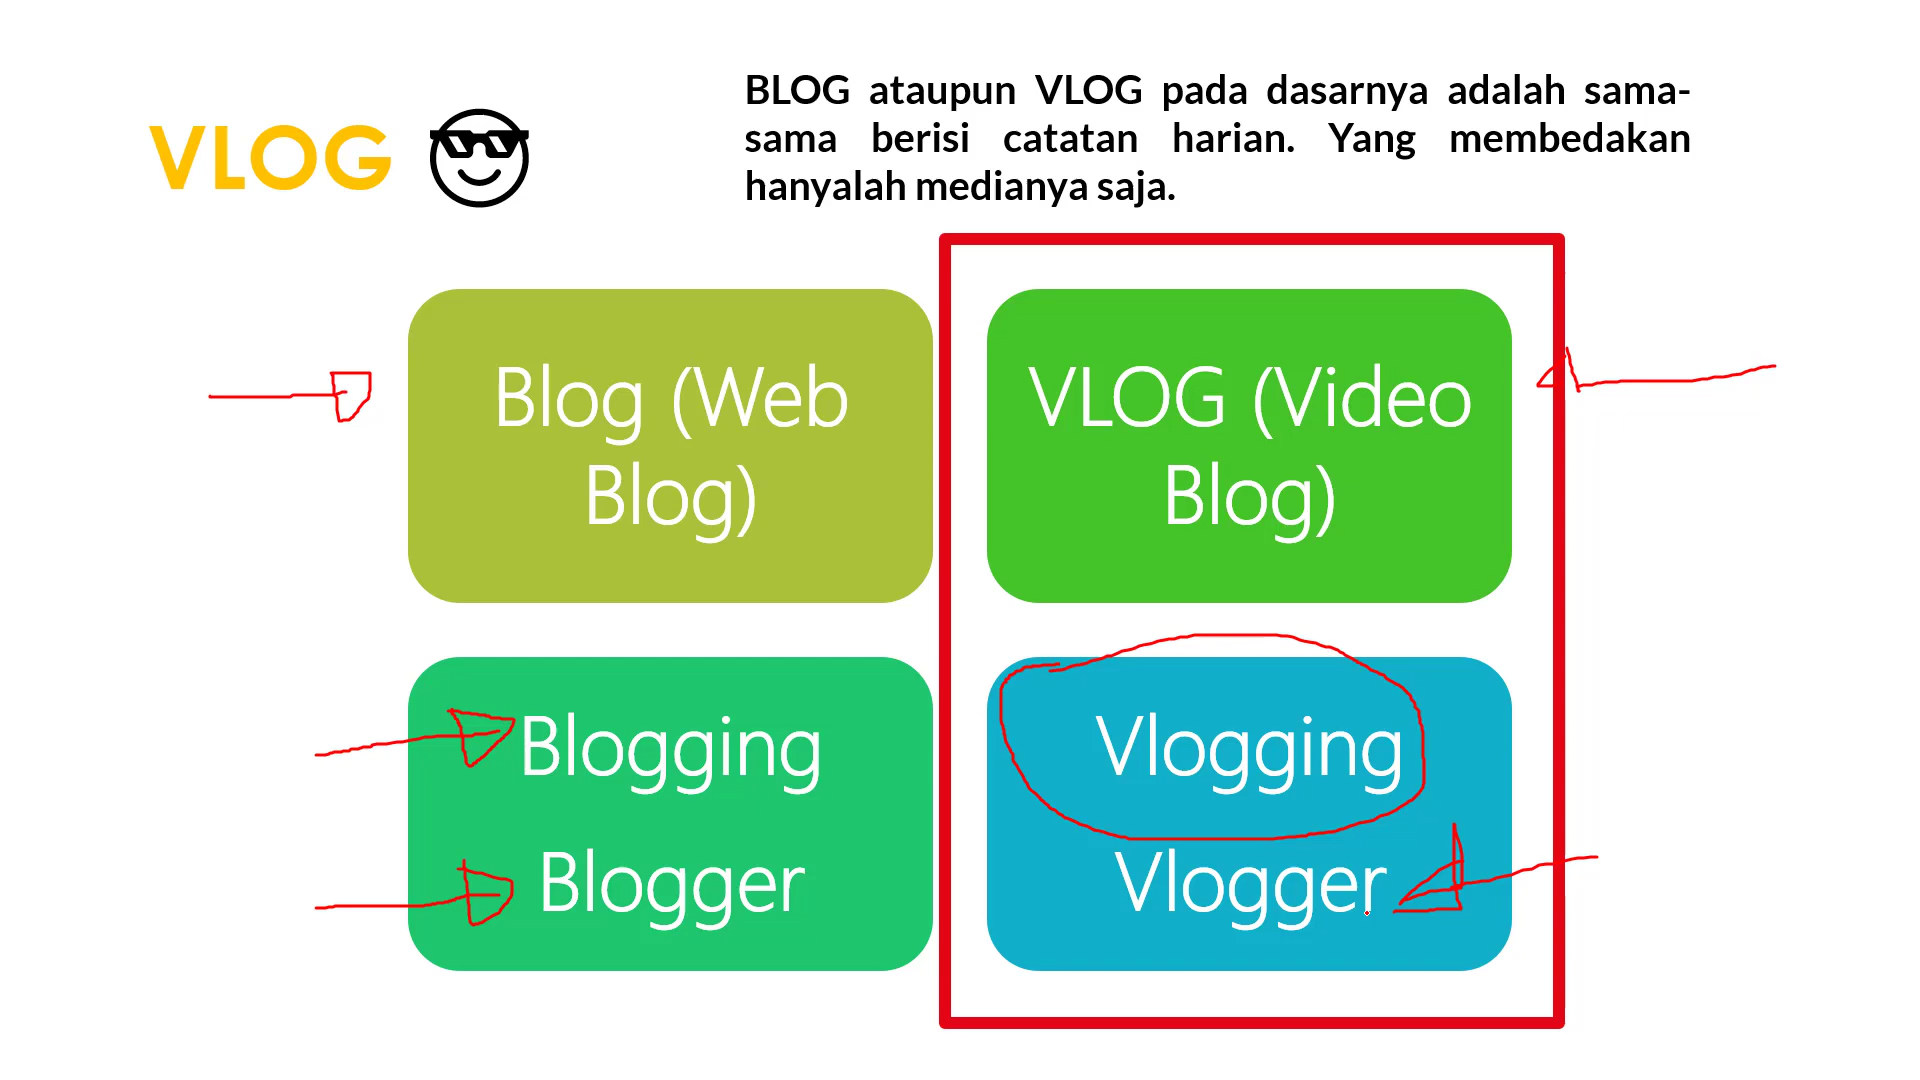 VLOG
BLOG ataupun VLOG pada dasarnya adalah sama-
sama berisi catatan harian. Yang membedakan
hanyalah medianya saja.
Blog (Web
Blog)
VLOG (Video
Blog)
Blogging
Blogger
Vlogging
Vlogger